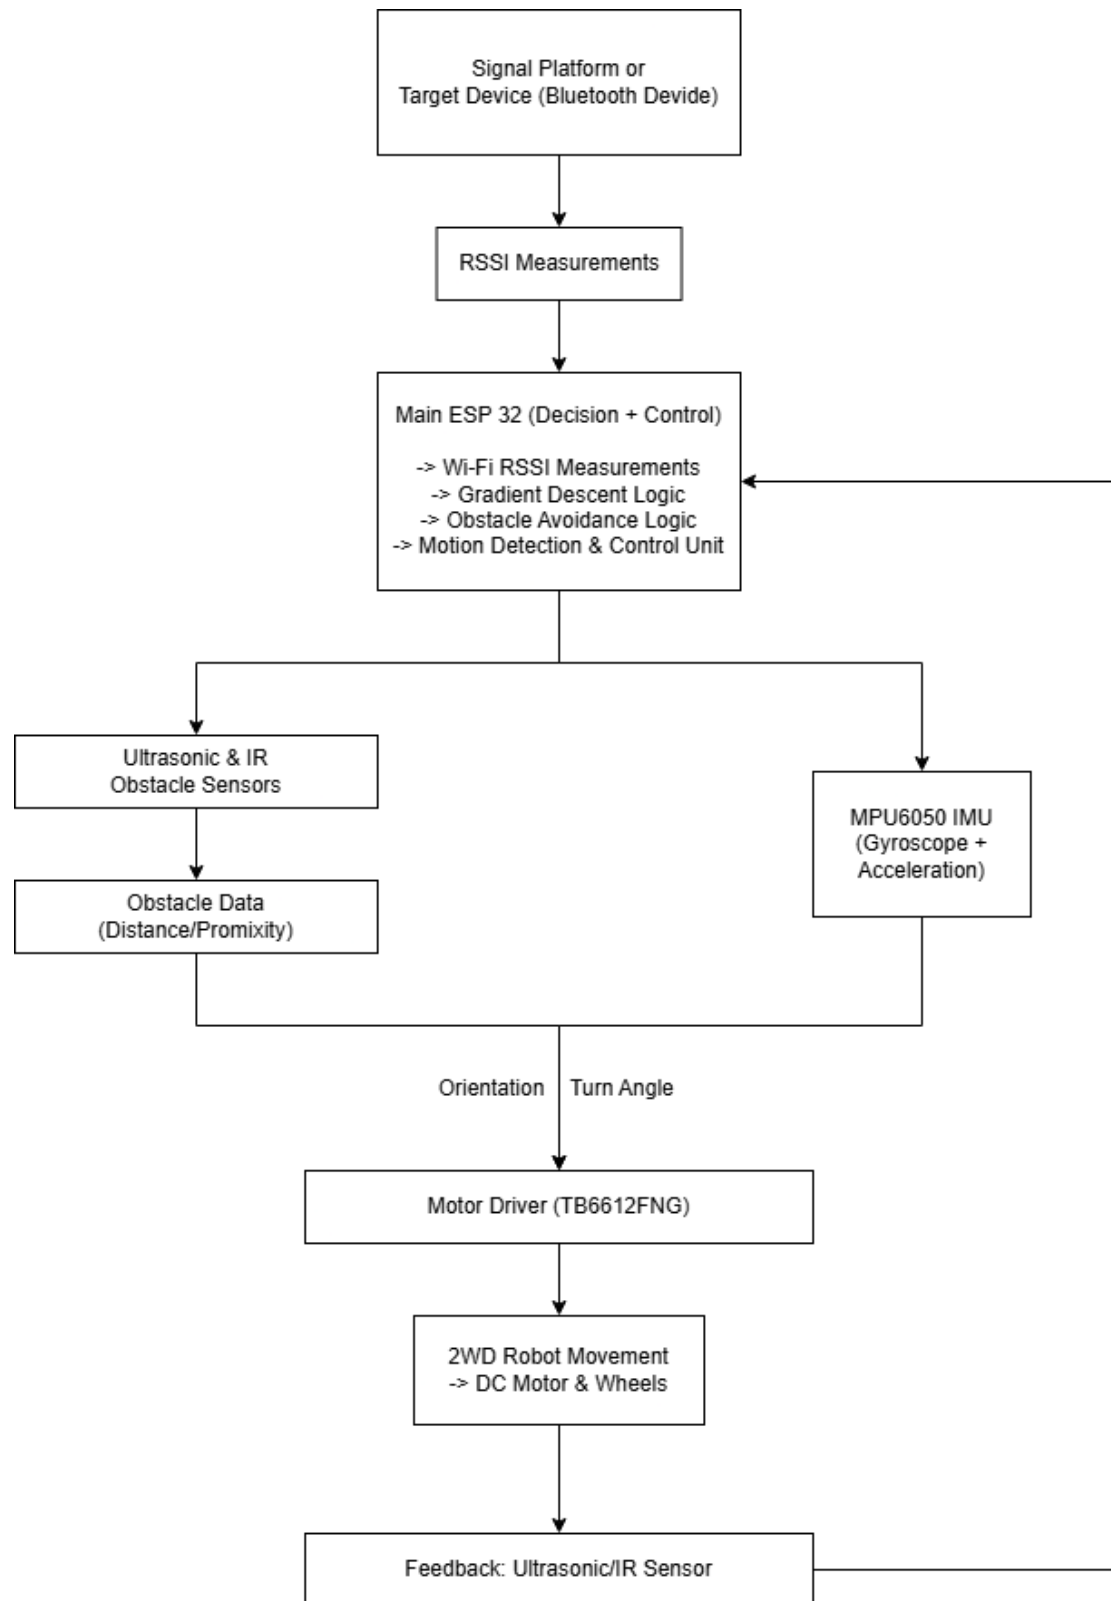 Signal Platform or
Target Device (Bluetooth Devide)
RSSI Measurements
Main ESP 32 (Decision + Control)
-> Wi-Fi RSSI Measurements
-> Gradient Descent Logic
-> Obstacle Avoidance Logic
-> Motion Detection & Control Unit
Ultrasonic & IR
Obstacle Sensors
MPU6050 IMU
(Gyroscope +
Acceleration)
Obstacle Data
(Distance/Promixity)
Orientation
Turn Angle
Motor Driver (TB6612FNG)
2WD Robot Movement
-> DC Motor & Wheels
Feedback: Ultrasonic/IR Sensor